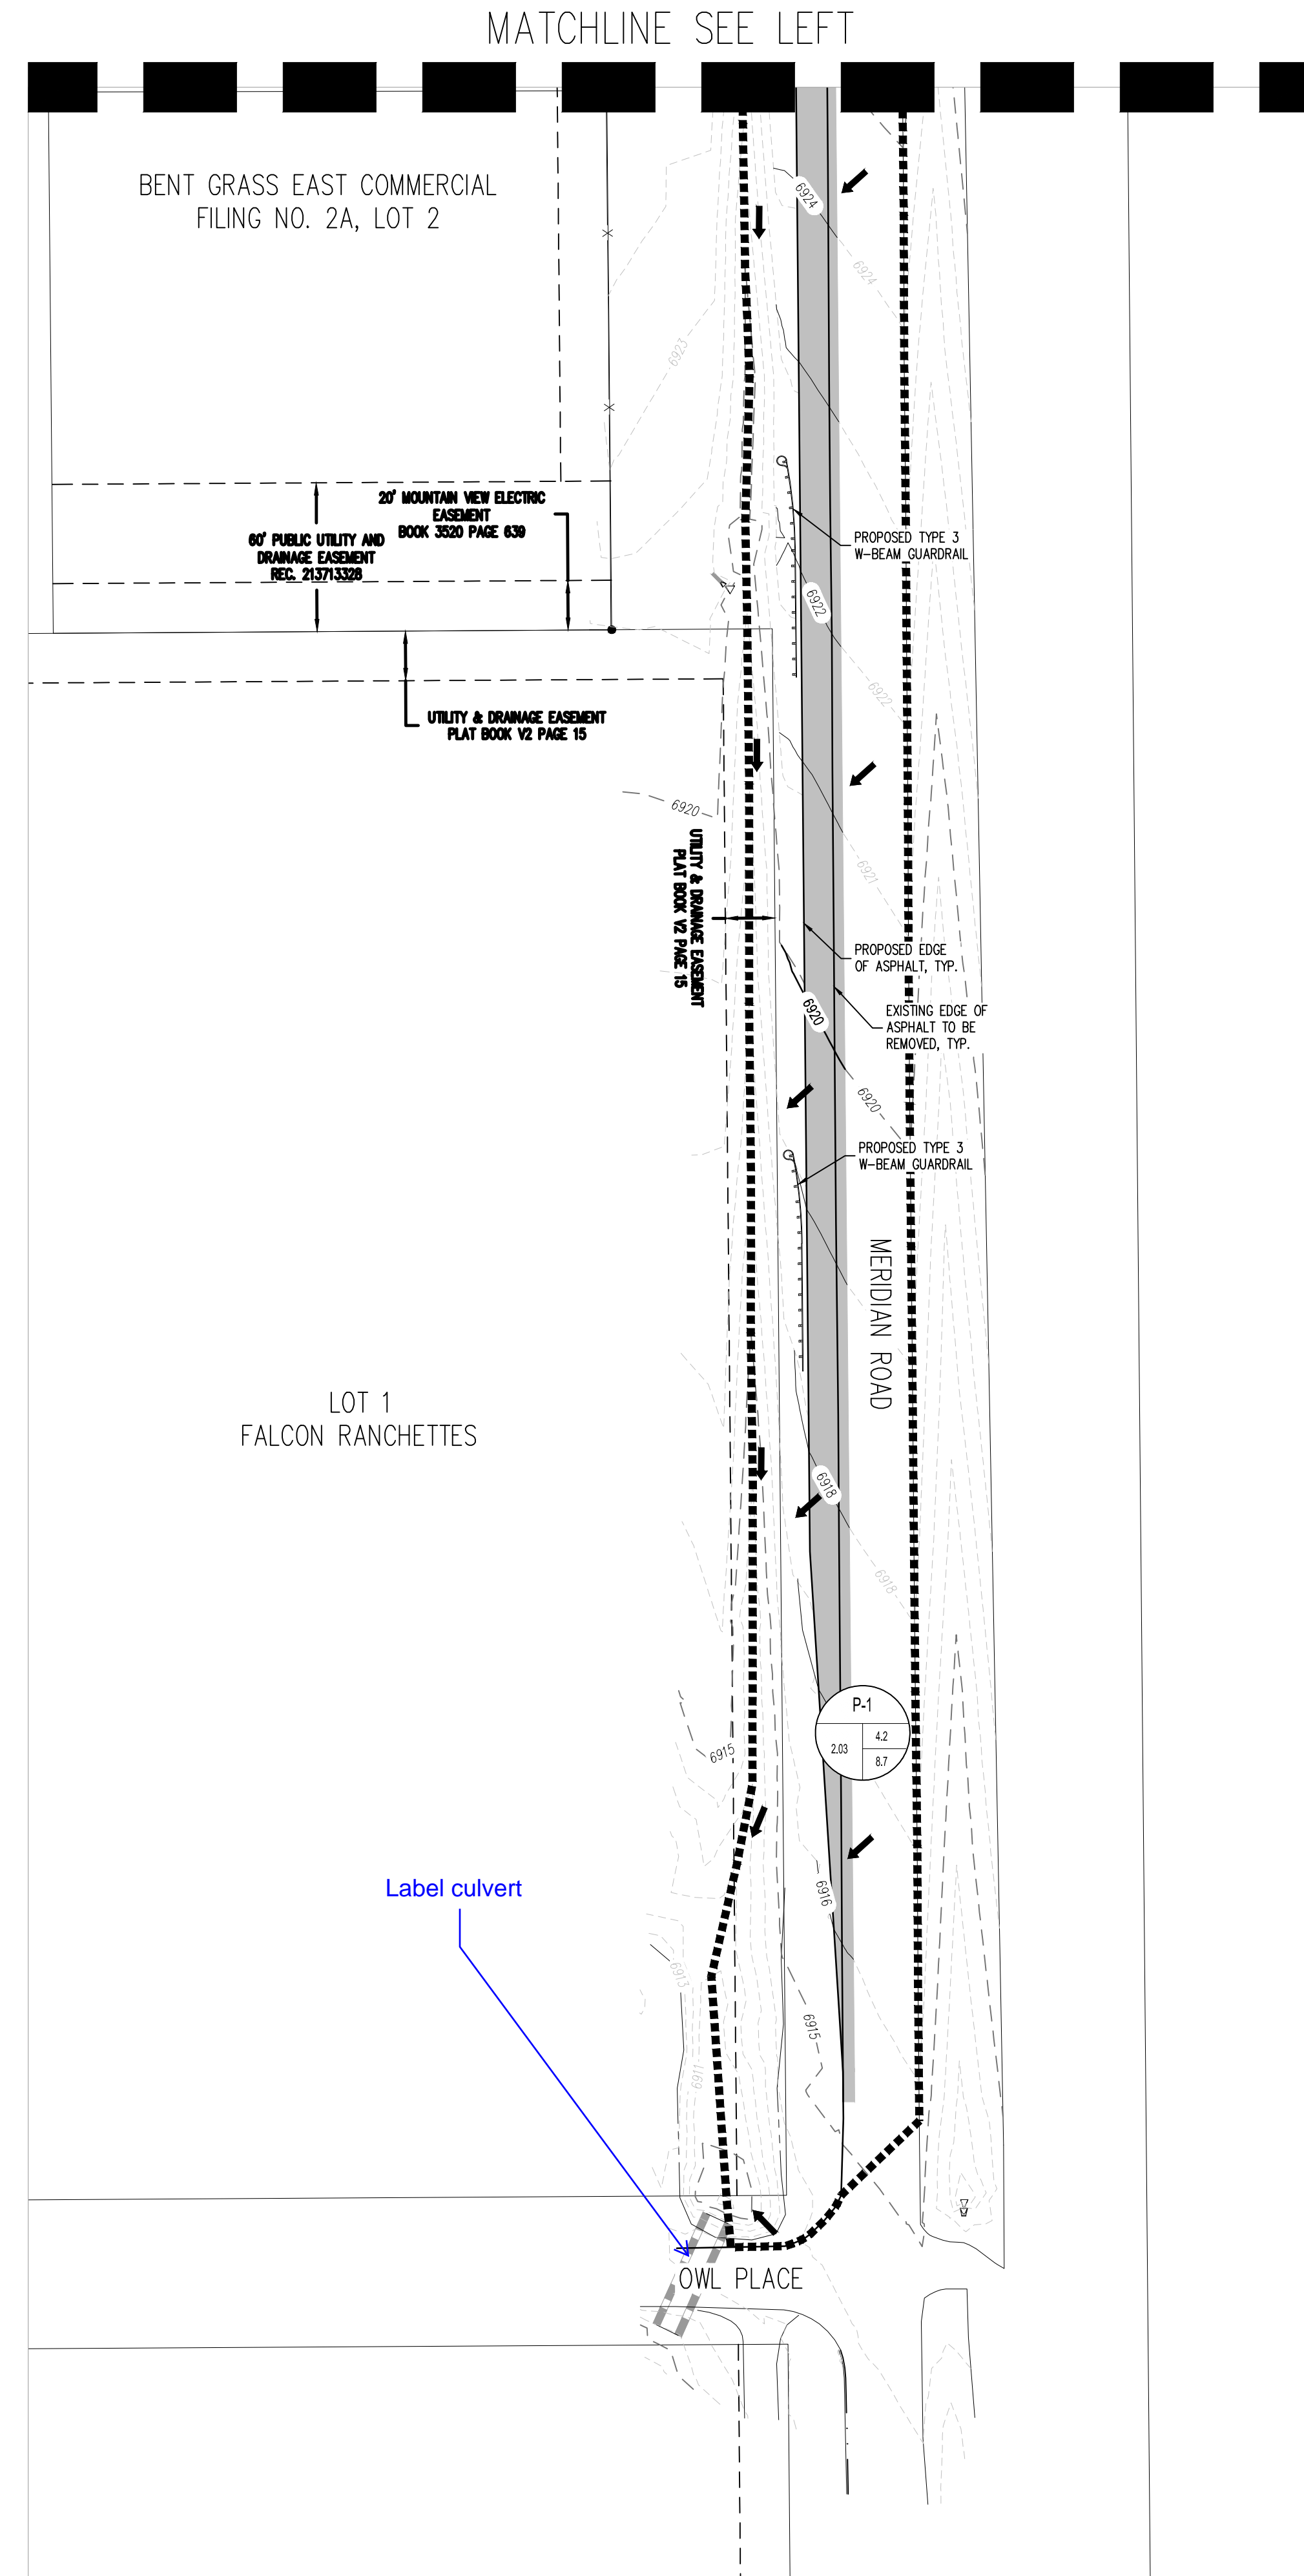 MATCHLINE SEE LEFT
BENT GRASS EAST COMMERCIAL
FILING NO. 2A, LOT 2
6924
6924
6923
20' MOUNTAIN VIEW ELECTRIC
EASEMENT
BOOK 3520 PAGE 639
60' PUBLIC UTILITY AND
DRAINAGE EASEMENT
REC. 213713328
PROPOSED TYPE 3
W-BEAM GUARDRAIL
6922
6922
UTILITY & DRAINAGE EASEMENT
PLAT BOOK V2 PAGE 15
6920
UTILITY & DRAINAGE EASEMENT
PLAT BOOK V2 PAGE 15
6921
PROPOSED EDGE
OF ASPHALT, TYP.
6920
EXISTING EDGE OF
ASPHALT TO BE
REMOVED, TYP.
6920
PROPOSED TYPE 3
W-BEAM GUARDRAIL
MERIDIAN ROAD
LOT 1
FALCON RANCHETTES
6918
6918
P-1
2.03
4.2
8.7
6915
Label culvert
6916
6913
6915
6911
OWL PLACE